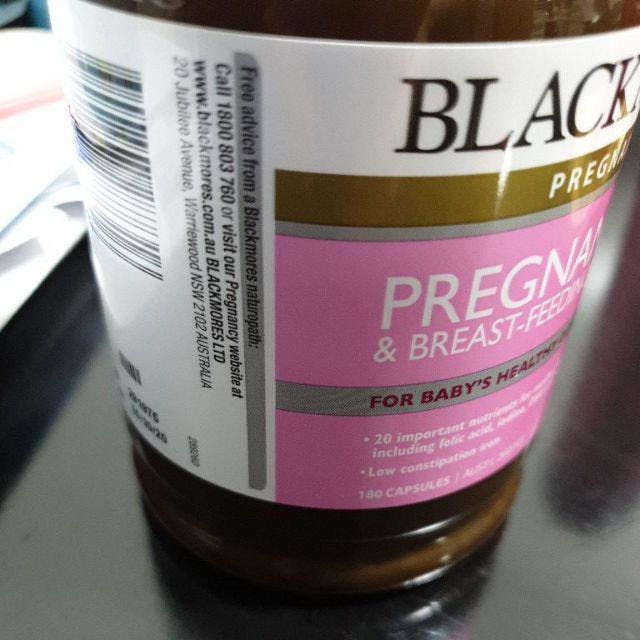 BLACK
PREGNA
PREGNA
& BREAST-FEEDIN
FOR BABY'S HEALTHY
• 20 important nutrients for
including folic acid, iodine,
• Low constipation iron
180 CAPSULES | AUST
Free advice from a Blackmores naturopath:
Call 1800 803 760 or visit our Pregnancy website at
www.blackmores.com.au BLACKMORES LTD
20 Jubilee Avenue, Warriewood NSW 2102 AUSTRALIA